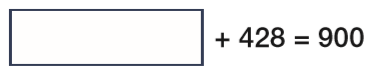 + 428 = 900